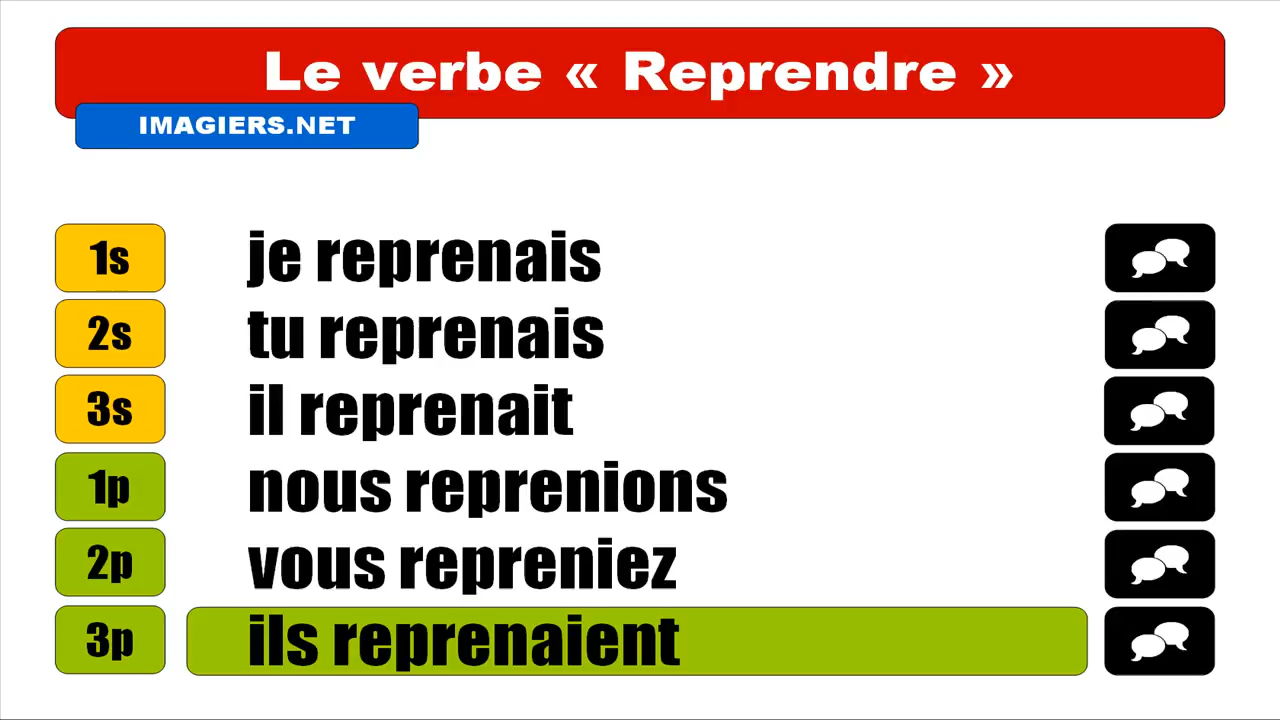 Le verbe « Reprendre »
IMAGIERS.NET
1s je reprenais
2s tu reprenais
3s il reprenait
1p nous reprenions
2p vous repreniez
3p ils reprenaient